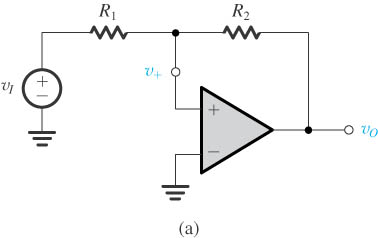 R1 R2
v+
vI + −
+
−
vO
(a)